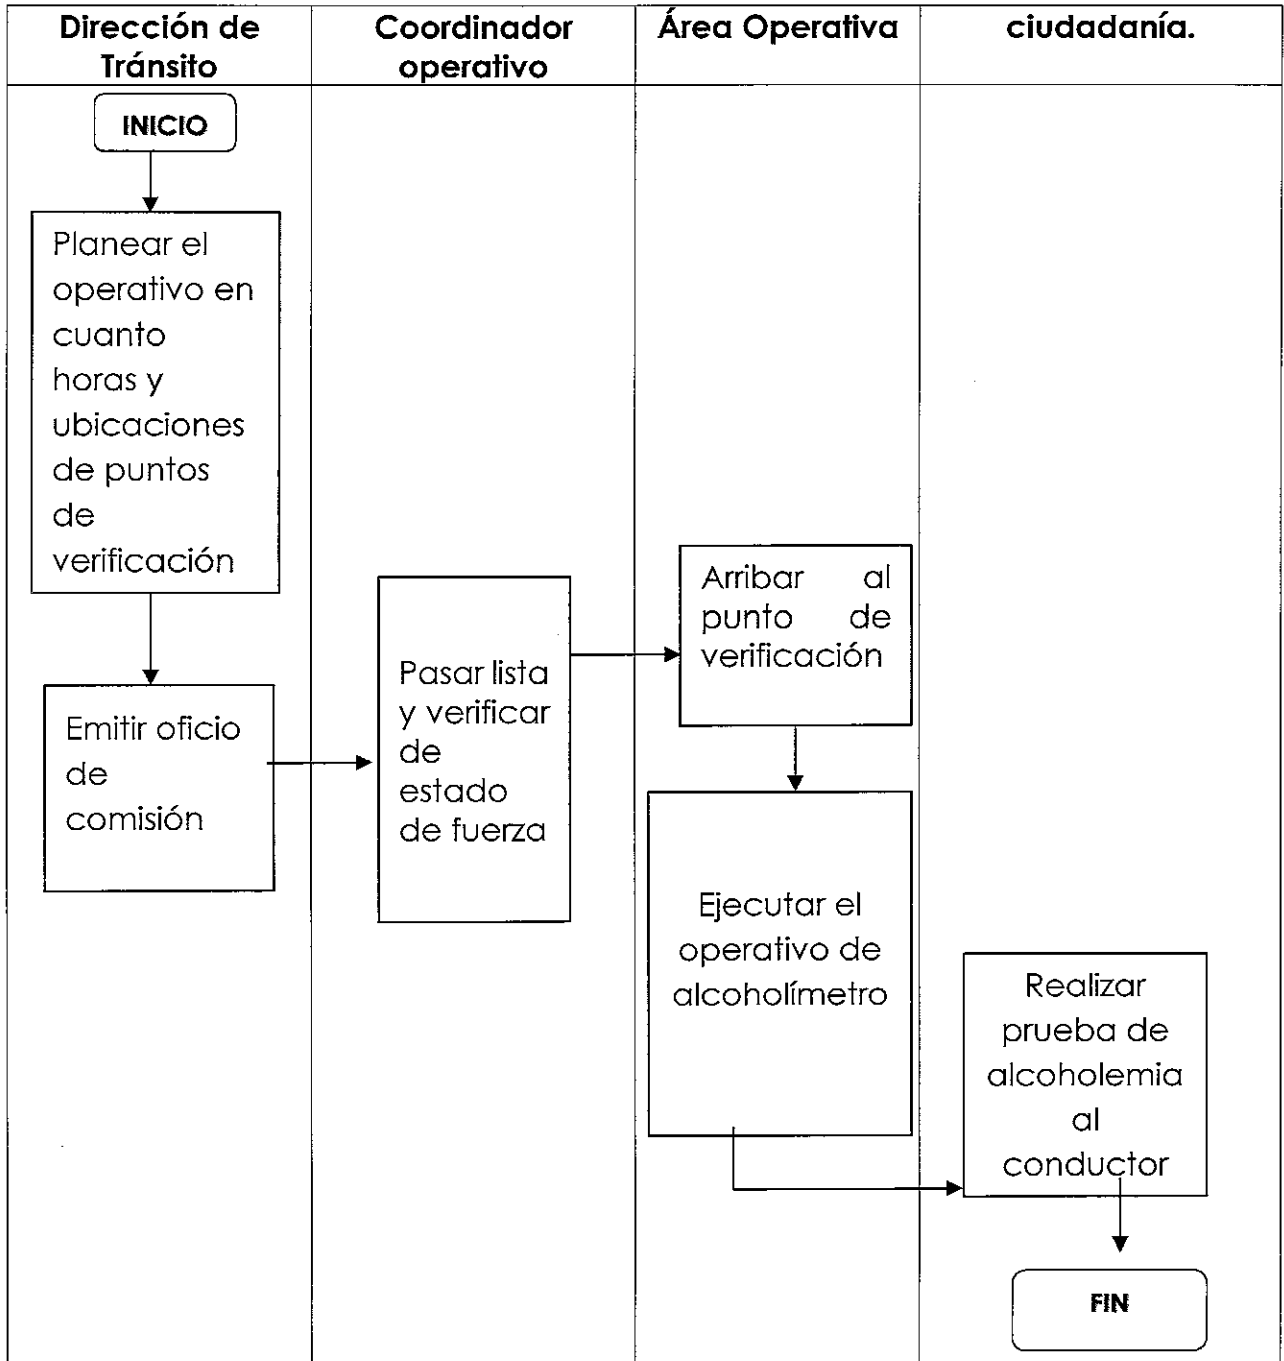 Dirección de
Tránsito
Coordinador
operativo
Área Operativa
ciudadanía.
INICIO
Planear el
operativo en
cuanto
horas y
ubicaciones
de puntos
de
verificación
Emitir oficio
de
comisión
Pasar lista
y verificar
de
estado
de fuerza
Arribar al
punto de
verificación
Ejecutar el
operativo de
alcoholímetro
Realizar
prueba de
alcoholemia
al
conductor
FIN